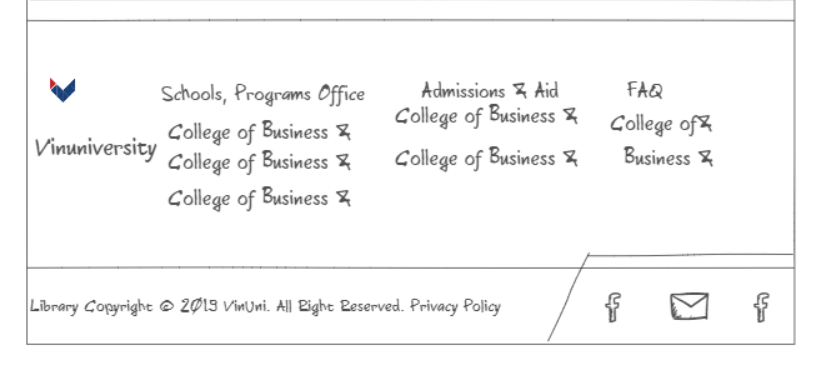 Vinuniversity
Schools, Programs Office
College of Business &
College of Business &
College of Business &
Admissions & Aid
College of Business &
College of Business &
FAQ
College of&
Business &
Library Copyright © 2019 VinUni. All Right Reserved. Privacy Policy